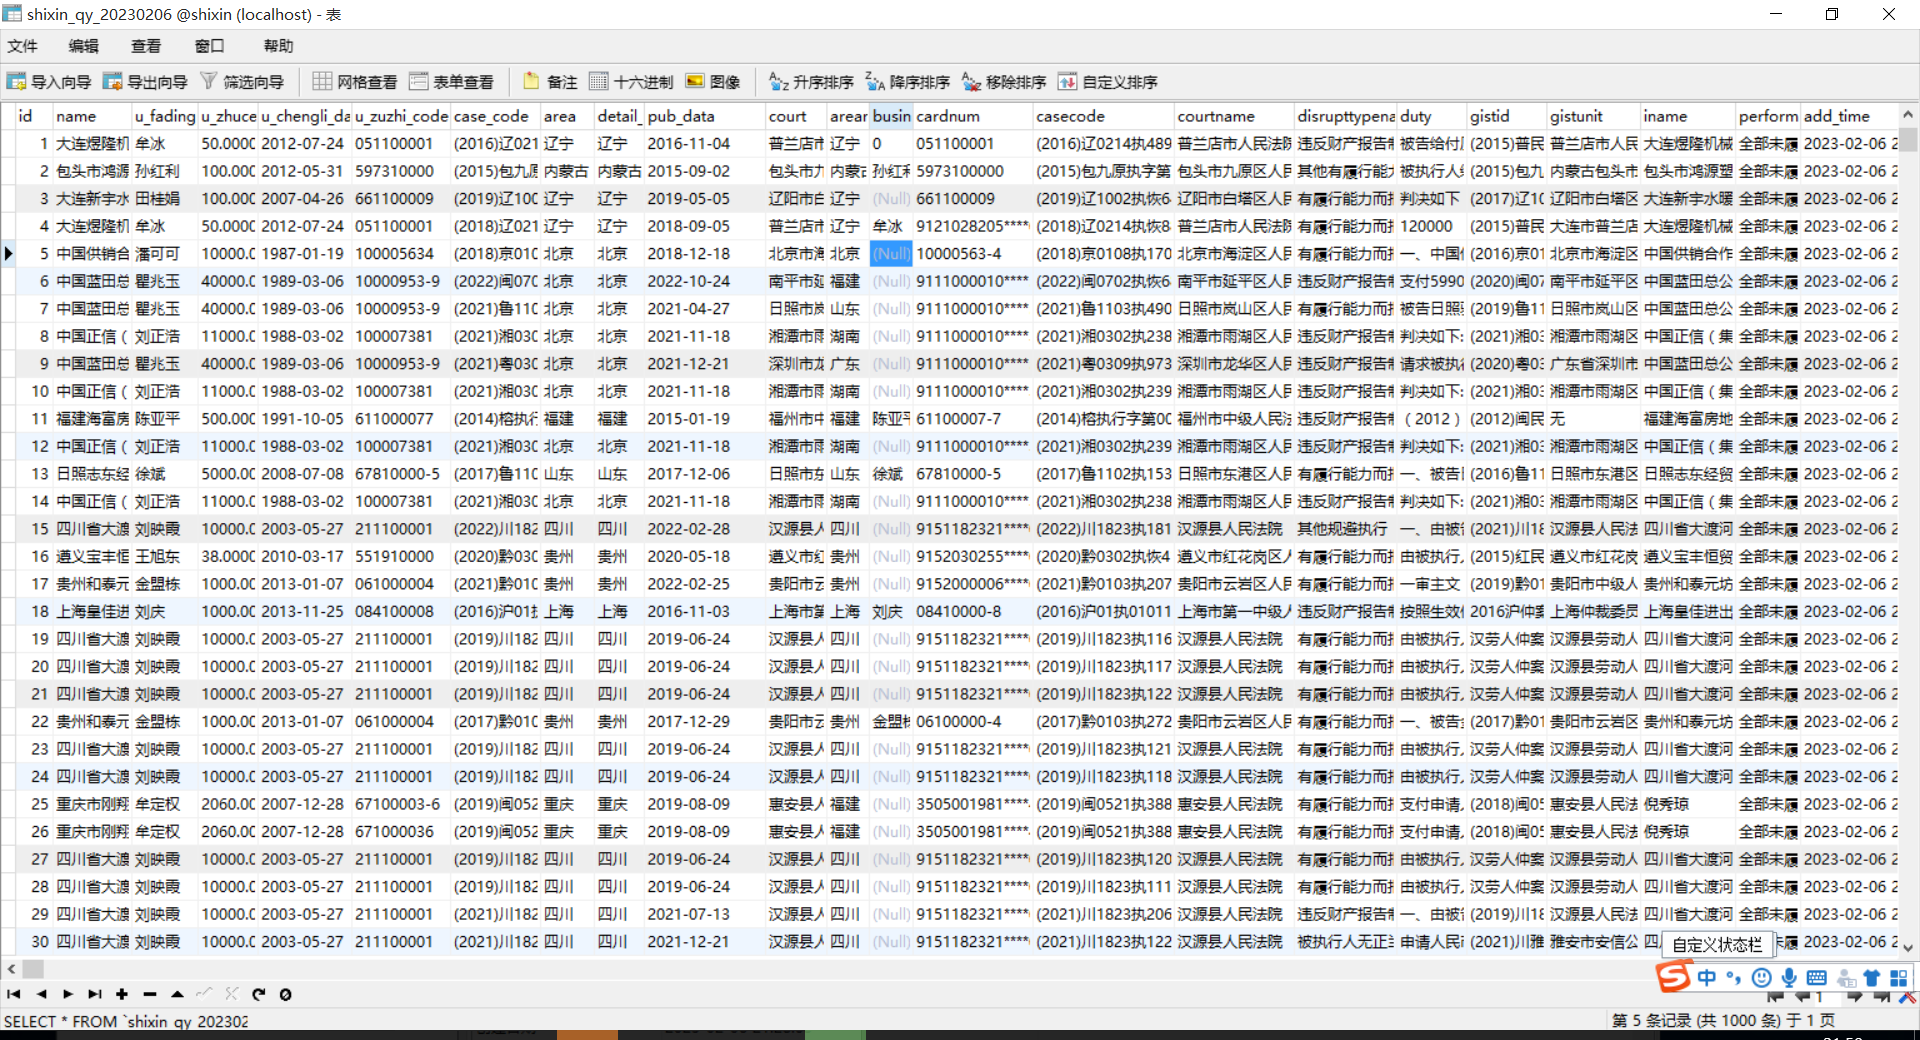 shixin_qy_20230206 @shixin (localhost) - 表
文件 编辑 查看 窗口 帮助
导入向导 导出向导 筛选向导 网格查看 表单查看 备注 十六进制 图像 升序排序 降序排序 移除排序 自定义排序
id name u_fading u_zhuce u_chengli_da u_zuzhi_code case_code area detail_ pub_data court arear busin cardnum casecode courtname disrupttypena duty gistid gistunit iname perform add_time
1 大连煜隆机 牟冰 50.0000 2012-07-24 051100001 (2016)辽021 辽宁 辽宁 2016-11-04 普兰店市 辽宁 0 051100001 (2016)辽0214执489 普兰店市人民法院 违反财产报告制 被告给付 (2015)普民 普兰店市人民 大连煜隆机械 全部未履 2023-02-06 2
2 包头市鸿源 孙红利 100.000 2012-05-31 597310000 (2015)包九原 内蒙古 内蒙古 2015-09-02 包头市九 内蒙古 孙红利 5973100000 (2015)包九原执字第 包头市九原区人民 其他有履行能力 被执行人 (2015)包九 内蒙古包头市 包头市鸿源塑 全部未履 2023-02-06 2
3 大连新宇水 田桂娟 100.000 2007-04-26 661100009 (2019)辽100 辽宁 辽宁 2019-05-05 辽阳市白 辽宁 (Null) 661100009 (2019)辽1002执恢6 辽阳市白塔区人民 有履行能力而拒 判决如下 (2017)辽10 辽阳市白塔区 大连新宇水暖 全部未履 2023-02-06 2
4 大连煜隆机 牟冰 50.0000 2012-07-24 051100001 (2018)辽021 辽宁 辽宁 2018-09-05 普兰店市 辽宁 牟冰 9121028205**** (2018)辽0214执恢8 普兰店市人民法院 有履行能力而拒 120000 (2015)普民 大连市普兰店 大连煜隆机械 全部未履 2023-02-06 2
5 中国供销合 潘可可 10000.0 1987-01-19 100005634 (2018)京010 北京 北京 2018-12-18 北京市海 北京 (Null) 10000563-4 (2018)京0108执170 北京市海淀区人民 有履行能力而拒 一、中国 (2016)京01 北京市海淀区 中国供销合作 全部未履 2023-02-06 2
6 中国蓝田总 瞿兆玉 40000.0 1989-03-06 10000953-9 (2022)闽070 北京 北京 2022-10-24 南平市延 福建 (Null) 9111000010**** (2022)闽0702执恢6 南平市延平区人民 违反财产报告制 支付5990 (2020)闽07 南平市延平区 中国蓝田总公 全部未履 2023-02-06 2
7 中国蓝田总 瞿兆玉 40000.0 1989-03-06 10000953-9 (2021)鲁110 北京 北京 2021-04-27 日照市岚 山东 (Null) 9111000010**** (2021)鲁1103执490 日照市岚山区人民 有履行能力而拒 被告日照 (2019)鲁11 日照市岚山区 中国蓝田总公 全部未履 2023-02-06 2
8 中国正信（ 刘正浩 11000.0 1988-03-02 100007381 (2021)湘030 北京 北京 2021-11-18 湘潭市雨 湖南 (Null) 9111000010**** (2021)湘0302执238 湘潭市雨湖区人民 违反财产报告制 判决如下: (2021)湘03 湘潭市雨湖区 中国正信（集 全部未履 2023-02-06 2
9 中国蓝田总 瞿兆玉 40000.0 1989-03-06 10000953-9 (2021)粤030 北京 北京 2021-12-21 深圳市龙 广东 (Null) 9111000010**** (2021)粤0309执973 深圳市龙华区人民 违反财产报告制 请求被执行 (2020)粤03 广东省深圳市 中国蓝田总公 全部未履 2023-02-06 2
10 中国正信（ 刘正浩 11000.0 1988-03-02 100007381 (2021)湘030 北京 北京 2021-11-18 湘潭市雨 湖南 (Null) 9111000010**** (2021)湘0302执238 湘潭市雨湖区人民 违反财产报告制 判决如下: (2021)湘03 湘潭市雨湖区 中国正信（集 全部未履 2023-02-06 2
11 福建海富房 陈亚平 500.000 1991-10-05 611000077 (2014)榕执行 福建 福建 2015-01-19 福州市中 福建 陈亚平 61100007-7 (2014)榕执行字第00 福州市中级人民法 违反财产报告制 （2012） (2012)闽民 无 福建海富房地 全部未履 2023-02-06 2
12 中国正信（ 刘正浩 11000.0 1988-03-02 100007381 (2021)湘030 北京 北京 2021-11-18 湘潭市雨 湖南 (Null) 9111000010**** (2021)湘0302执239 湘潭市雨湖区人民 违反财产报告制 判决如下: (2021)湘03 湘潭市雨湖区 中国正信（集 全部未履 2023-02-06 2
13 日照志东经 徐斌 5000.00 2008-07-08 67810000-5 (2017)鲁110 山东 山东 2017-12-06 日照市东 山东 徐斌 67810000-5 (2017)鲁1102执153 日照市东港区人民 有履行能力而拒 一、被告 (2016)鲁11 日照市东港区 日照志东经贸 全部未履 2023-02-06 2
14 中国正信（ 刘正浩 11000.0 1988-03-02 100007381 (2021)湘030 北京 北京 2021-11-18 湘潭市雨 湖南 (Null) 9111000010**** (2021)湘0302执238 湘潭市雨湖区人民 违反财产报告制 判决如下: (2021)湘03 湘潭市雨湖区 中国正信（集 全部未履 2023-02-06 2
15 四川省大渡 刘映霞 10000.0 2003-05-27 211100001 (2022)川182 四川 四川 2022-02-28 汉源县人 四川 (Null) 9151182321**** (2022)川1823执181 汉源县人民法院 其他规避执行 一、由被 (2021)川18 汉源县人民法 四川省大渡河 全部未履 2023-02-06 2
16 遵义宝丰恒 王旭东 38.0000 2010-03-17 551910000 (2020)黔030 贵州 贵州 2020-05-18 遵义市红 贵州 (Null) 9152030255**** (2020)黔0302执恢4 遵义市红花岗区人 有履行能力而拒 由被执行 (2015)红民 遵义市红花岗 遵义宝丰恒贸 全部未履 2023-02-06 2
17 贵州和泰元 金盟栋 1000.00 2013-01-07 061000004 (2021)黔010 贵州 贵州 2022-02-25 贵阳市云 贵州 (Null) 9152000006**** (2021)黔0103执207 贵阳市云岩区人民 有履行能力而拒 一审主文 (2019)黔01 贵阳市中级人 贵州和泰元坊 全部未履 2023-02-06 2
18 上海皇佳进 刘庆 1000.00 2013-11-25 084100008 (2016)沪01执 上海 上海 2016-11-03 上海市第 上海 刘庆 08410000-8 (2016)沪01执01011 上海市第一中级人 违反财产报告制 按照生效 2016沪仲案 上海仲裁委员 上海皇佳进出 全部未履 2023-02-06 2
19 四川省大渡 刘映霞 10000.0 2003-05-27 211100001 (2019)川182 四川 四川 2019-06-24 汉源县人 四川 (Null) 9151182321**** (2019)川1823执116 汉源县人民法院 有履行能力而拒 由被执行 汉劳人仲案 汉源县劳动人 四川省大渡河 全部未履 2023-02-06 2
20 四川省大渡 刘映霞 10000.0 2003-05-27 211100001 (2019)川182 四川 四川 2019-06-24 汉源县人 四川 (Null) 9151182321**** (2019)川1823执117 汉源县人民法院 有履行能力而拒 由被执行 汉劳人仲案 汉源县劳动人 四川省大渡河 全部未履 2023-02-06 2
21 四川省大渡 刘映霞 10000.0 2003-05-27 211100001 (2019)川182 四川 四川 2019-06-24 汉源县人 四川 (Null) 9151182321**** (2019)川1823执122 汉源县人民法院 有履行能力而拒 由被执行 汉劳人仲案 汉源县劳动人 四川省大渡河 全部未履 2023-02-06 2
22 贵州和泰元 金盟栋 1000.00 2013-01-07 061000004 (2017)黔010 贵州 贵州 2017-12-29 贵阳市云 贵州 金盟栋 06100000-4 (2017)黔0103执272 贵阳市云岩区人民 有履行能力而拒 一、被告 (2017)黔01 贵阳市云岩区 贵州和泰元坊 全部未履 2023-02-06 2
23 四川省大渡 刘映霞 10000.0 2003-05-27 211100001 (2019)川182 四川 四川 2019-06-24 汉源县人 四川 (Null) 9151182321**** (2019)川1823执121 汉源县人民法院 有履行能力而拒 由被执行 汉劳人仲案 汉源县劳动人 四川省大渡河 全部未履 2023-02-06 2
24 四川省大渡 刘映霞 10000.0 2003-05-27 211100001 (2019)川182 四川 四川 2019-06-24 汉源县人 四川 (Null) 9151182321**** (2019)川1823执118 汉源县人民法院 有履行能力而拒 由被执行 汉劳人仲案 汉源县劳动人 四川省大渡河 全部未履 2023-02-06 2
25 重庆市刚翔 牟定权 2060.00 2007-12-28 67100003-6 (2019)闽052 重庆 重庆 2019-08-09 惠安县人 福建 (Null) 3505001981**** (2019)闽0521执388 惠安县人民法院 有履行能力而拒 支付申请 (2018)闽05 惠安县人民法 倪秀琼 全部未履 2023-02-06 2
26 重庆市刚翔 牟定权 2060.00 2007-12-28 671000036 (2019)闽052 重庆 重庆 2019-08-09 惠安县人 福建 (Null) 3505001981**** (2019)闽0521执388 惠安县人民法院 有履行能力而拒 支付申请 (2018)闽05 惠安县人民法 倪秀琼 全部未履 2023-02-06 2
27 四川省大渡 刘映霞 10000.0 2003-05-27 211100001 (2019)川182 四川 四川 2019-06-24 汉源县人 四川 (Null) 9151182321**** (2019)川1823执120 汉源县人民法院 有履行能力而拒 由被执行 汉劳人仲案 汉源县劳动人 四川省大渡河 全部未履 2023-02-06 2
28 四川省大渡 刘映霞 10000.0 2003-05-27 211100001 (2019)川182 四川 四川 2019-06-24 汉源县人 四川 (Null) 9151182321**** (2019)川1823执111 汉源县人民法院 有履行能力而拒 由被执行 汉劳人仲案 汉源县劳动人 四川省大渡河 全部未履 2023-02-06 2
29 四川省大渡 刘映霞 10000.0 2003-05-27 211100001 (2021)川182 四川 四川 2021-07-13 汉源县人 四川 (Null) 9151182321**** (2021)川1823执206 汉源县人民法院 违反财产报告制 一、由被 (2019)川18 汉源县人民法 四川省大渡河 全部未履 2023-02-06 2
30 四川省大渡 刘映霞 10000.0 2003-05-27 211100001 (2021)川182 四川 四川 2021-12-21 汉源县人 四川 (Null) 9151182321**** (2021)川1823执122 汉源县人民法院 被执行人无正当 申请人民 (2021)川雅 雅安市安信公 四 未履 2023-02-06 2
自定义状态栏
中
1
SELECT * FROM `shixin_qy_202302
第 5 条记录 (共 1000 条) 于 1 页